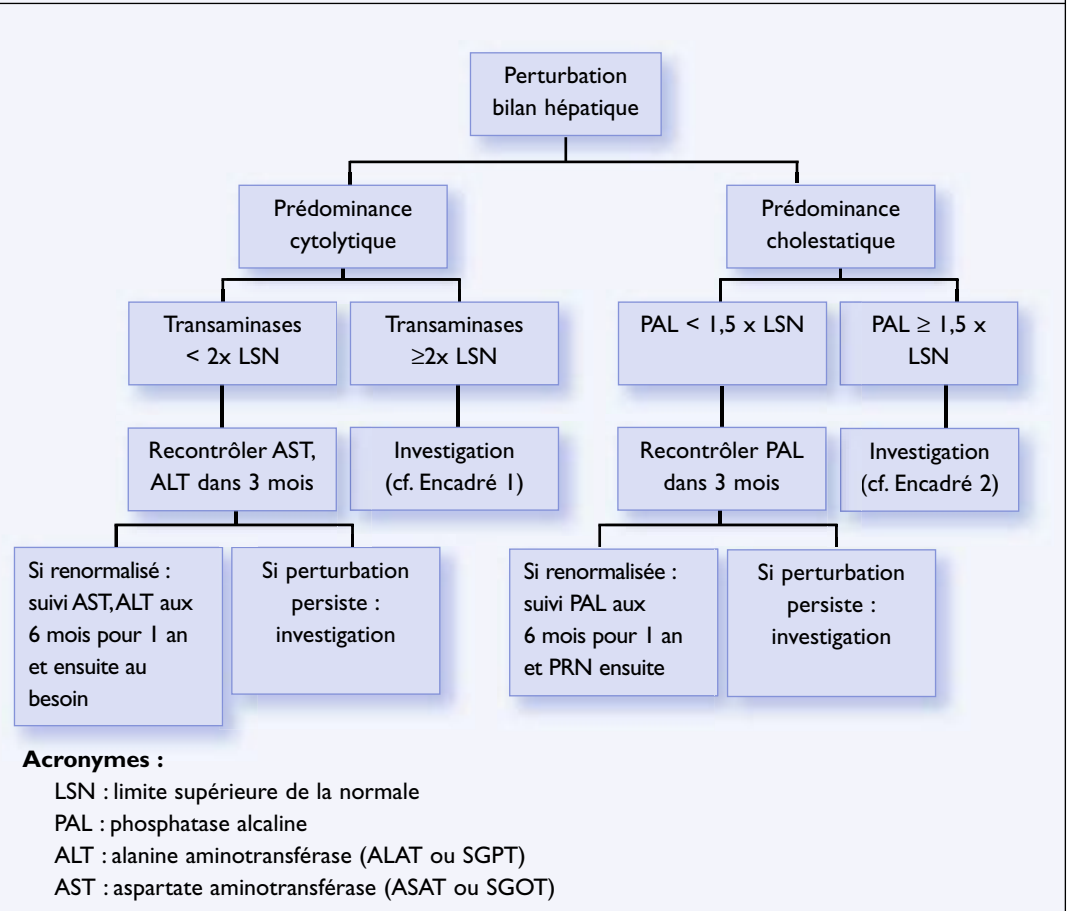 Perturbation
bilan hépatique
Prédominance
cytolytique
Prédominance
cholestatique
Transaminases
< 2x LSN
Transaminases
≥2x LSN
PAL < 1,5 x LSN
PAL ≥ 1,5 x
LSN
Recontrôler AST,
ALT dans 3 mois
Investigation
(cf. Encadré 1)
Recontrôler PAL
dans 3 mois
Investigation
(cf. Encadré 2)
Si renormalisé :
suivi AST, ALT aux
6 mois pour 1 an
et ensuite au
besoin
Si perturbation
persiste :
investigation
Si renormalisée :
suivi PAL aux
6 mois pour 1 an
et PRN ensuite
Si perturbation
persiste :
investigation
Acronymes :
LSN : limite supérieure de la normale
PAL : phosphatase alcaline
ALT : alanine aminotransférase (ALAT ou SGPT)
AST : aspartate aminotransférase (ASAT ou SGOT)